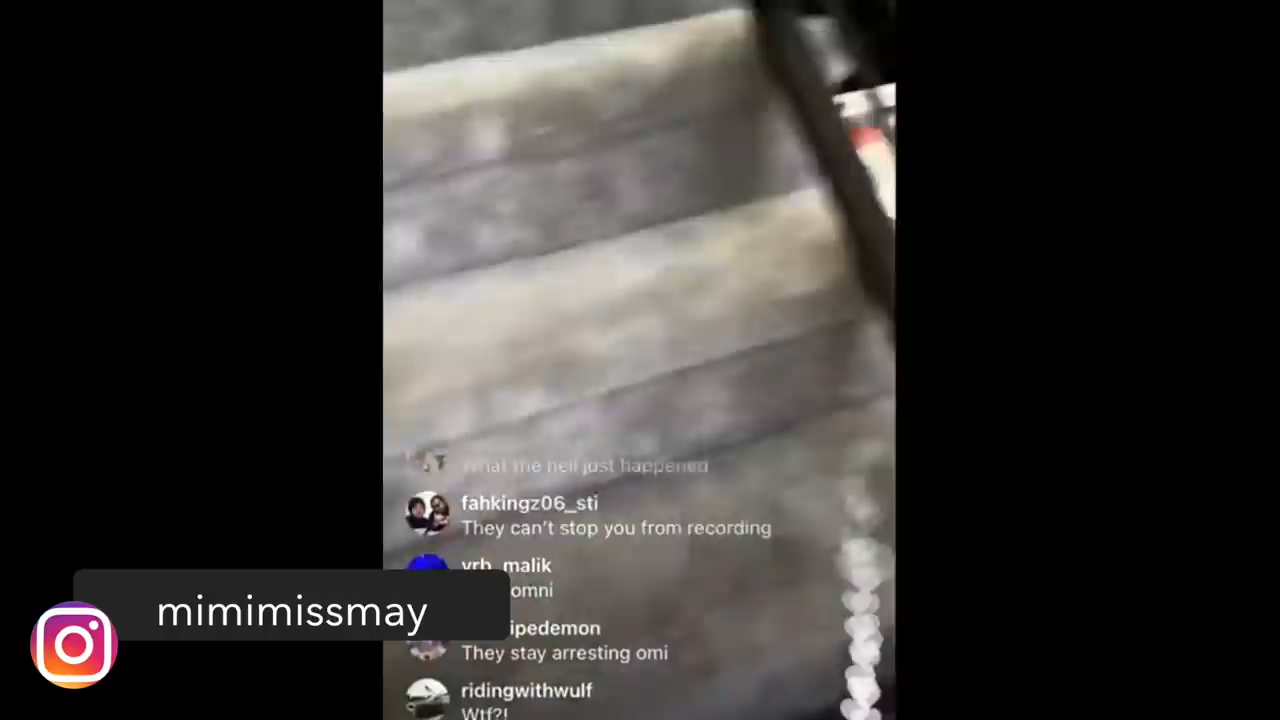 What the hell just happened
fahkingz06_sti
They can't stop you from recording
yrb_malik
omni
ipedemon
They stay arresting omi
ridingwithwulf
Wtf?!
mimimissmay